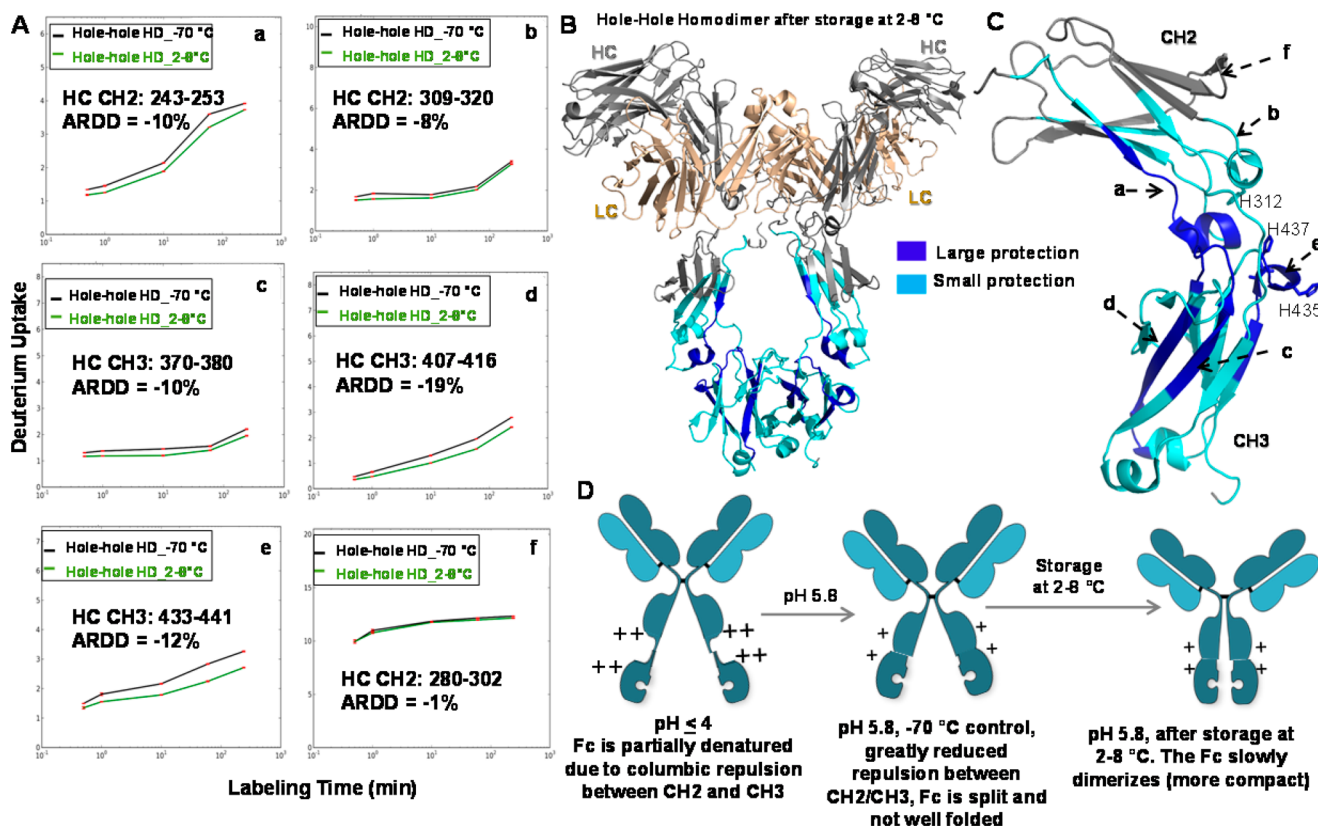 A
a
Hole-hole HD_-70 °C
Hole-hole HD_2-8°C
HC CH2: 243-253
ARDD = -10%
b
Hole-hole HD_-70 °C
Hole-hole HD_2-8°C
HC CH2: 309-320
ARDD = -8%
c
Hole-hole HD_-70 °C
Hole-hole HD_2-8°C
HC CH3: 370-380
ARDD = -10%
d
Hole-hole HD_-70 °C
Hole-hole HD_2-8°C
HC CH3: 407-416
ARDD = -19%
e
Hole-hole HD_-70 °C
Hole-hole HD_2-8°C
HC CH3: 433-441
ARDD = -12%
f
Hole-hole HD_-70 °C
Hole-hole HD_2-8°C
HC CH2: 280-302
ARDD = -1%
Deuterium Uptake
Labeling Time (min)
B
Hole-Hole Homodimer after storage at 2-8 °C
HC
HC
LC
LC
Large protection
Small protection
C
CH2
f
b
a
H312
H437
e
H435
d
c
CH3
D
++ ++
++ ++
pH 5.8
+ +
+ +
Storage
at 2-8 °C
+ +
+ +
pH ≤ 4
Fc is partially denatured
due to columbic repulsion
between CH2 and CH3
pH 5.8, -70 °C control,
greatly reduced
repulsion between
CH2/CH3, Fc is split and
not well folded
pH 5.8, after storage at
2-8 °C. The Fc slowly
dimerizes (more compact)